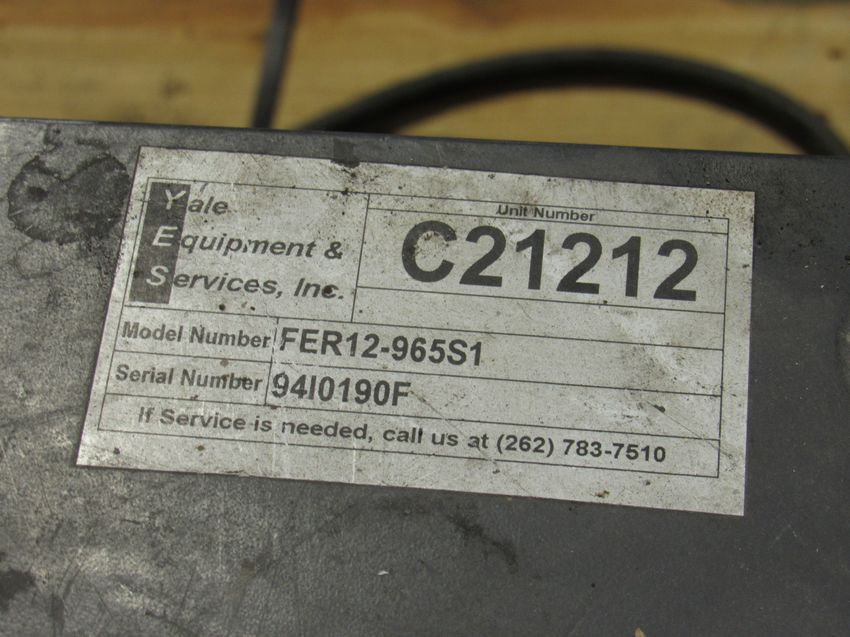 Yale
Equipment &
Services, Inc.
Unit Number
C21212
Model Number FER12-965S1
Serial Number 94I0190F
If Service is needed, call us at (262) 783-7510